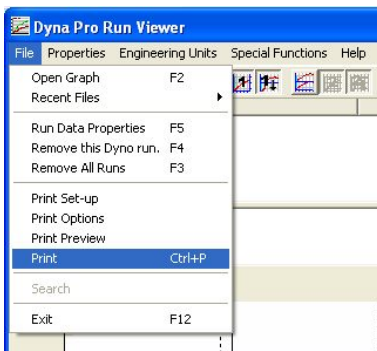 Dyna Pro Run Viewer
File Properties Engineering Units Special Functions Help
Open Graph F2
Recent Files
Run Data Properties F5
Remove this Dyno run. F4
Remove All Runs F3
Print Set-up
Print Options
Print Preview
Print Ctrl+P
Search
Exit F12